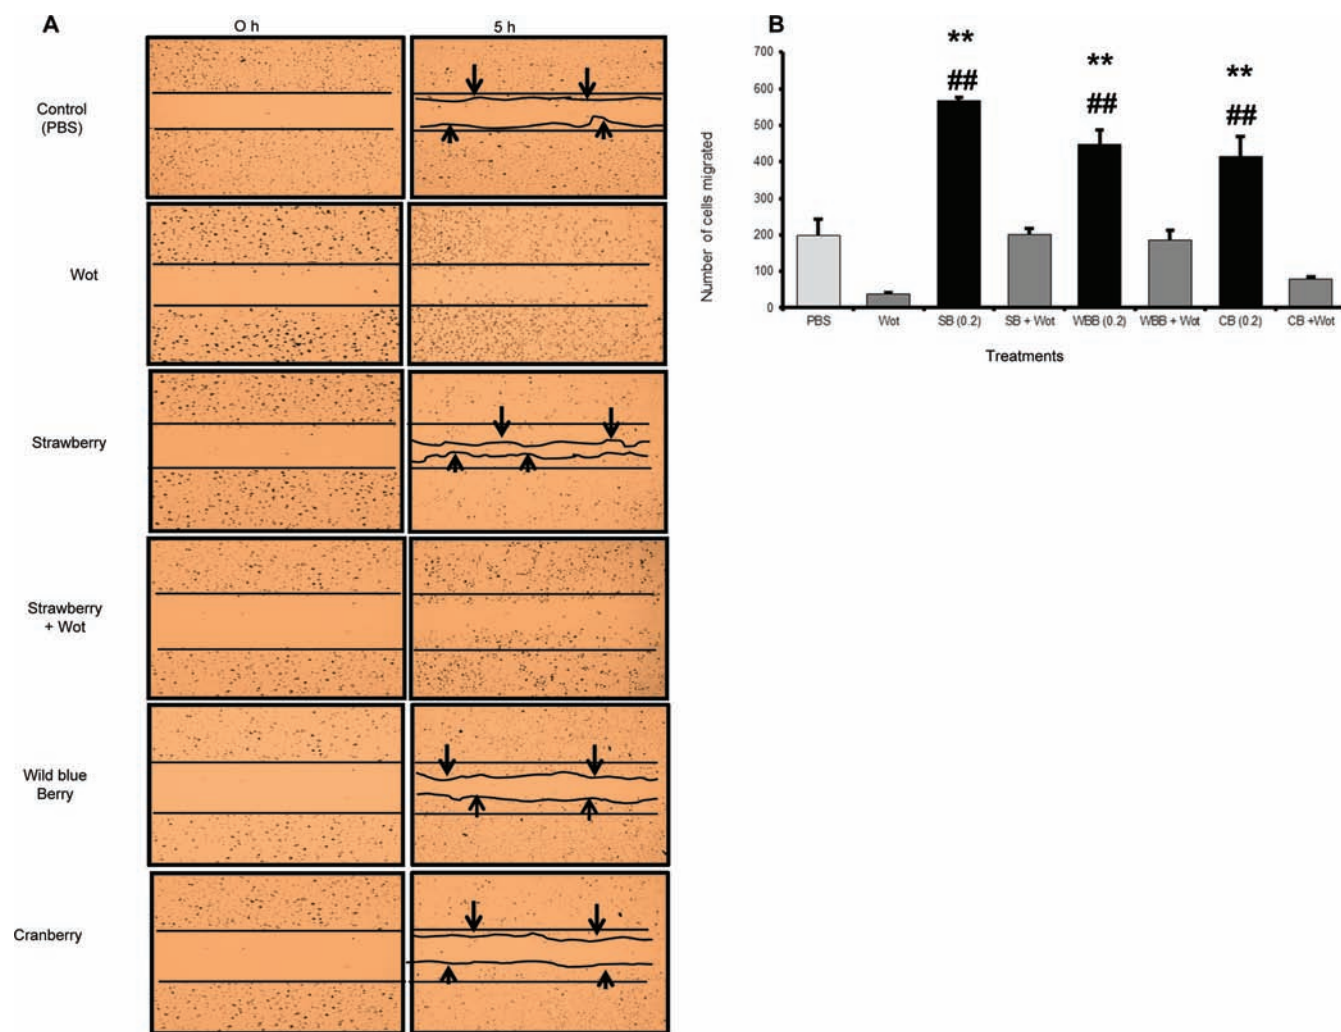 A
O h
5 h
Control
(PBS)
Wot
Strawberry
Strawberry
+ Wot
Wild blue
Berry
Cranberry
B
Number of cells migrated
700
600
500
400
300
200
100
0
** ** **
## ## ##
PBS Wot SB (0.2) SB + Wot WBB (0.2) WBB + Wot CB (0.2) CB +Wot
Treatments